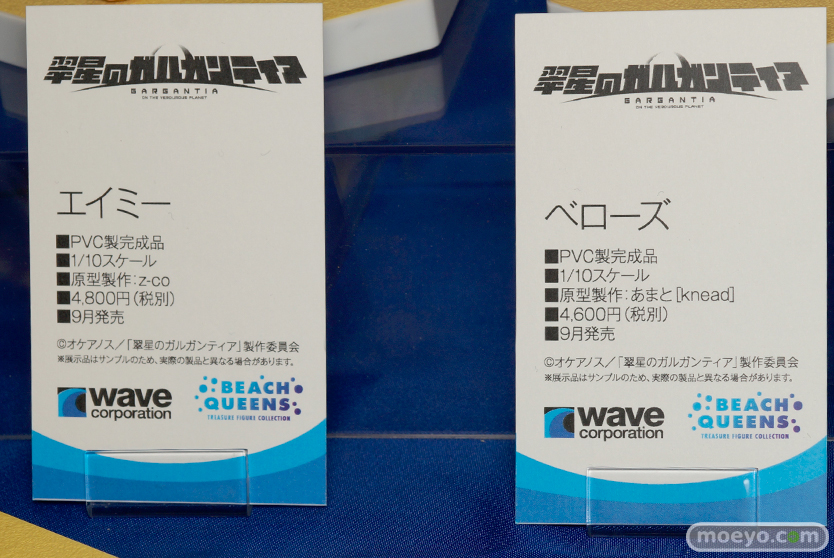 翠星のガルガンティア
GARGANTIA
ON THE VERDUROUS PLANET
エイミー
■PVC製完成品
■1/10スケール
■原型製作:z-co
■4,800円(税別)
■9月発売
©オケアノス/「翠星のガルガンティア」製作委員会
※展示品はサンプルのため、実際の製品と異なる場合があります。
wave
corporation
BEACH
QUEENS
TREASURE FIGURE COLLECTION
翠星のガルガンティア
GARGANTIA
ON THE VERDUROUS PLANET
ベローズ
■PVC製完成品
■1/10スケール
■原型製作:あまと[knead]
■4,600円(税別)
■9月発売
©オケアノス/「翠星のガルガンティア」製作委員会
※展示品はサンプルのため、実際の製品と異なる場合があります。
wave
corporation
BEACH
QUEENS
TREASURE FIGURE COLLECTION
moeyo.com